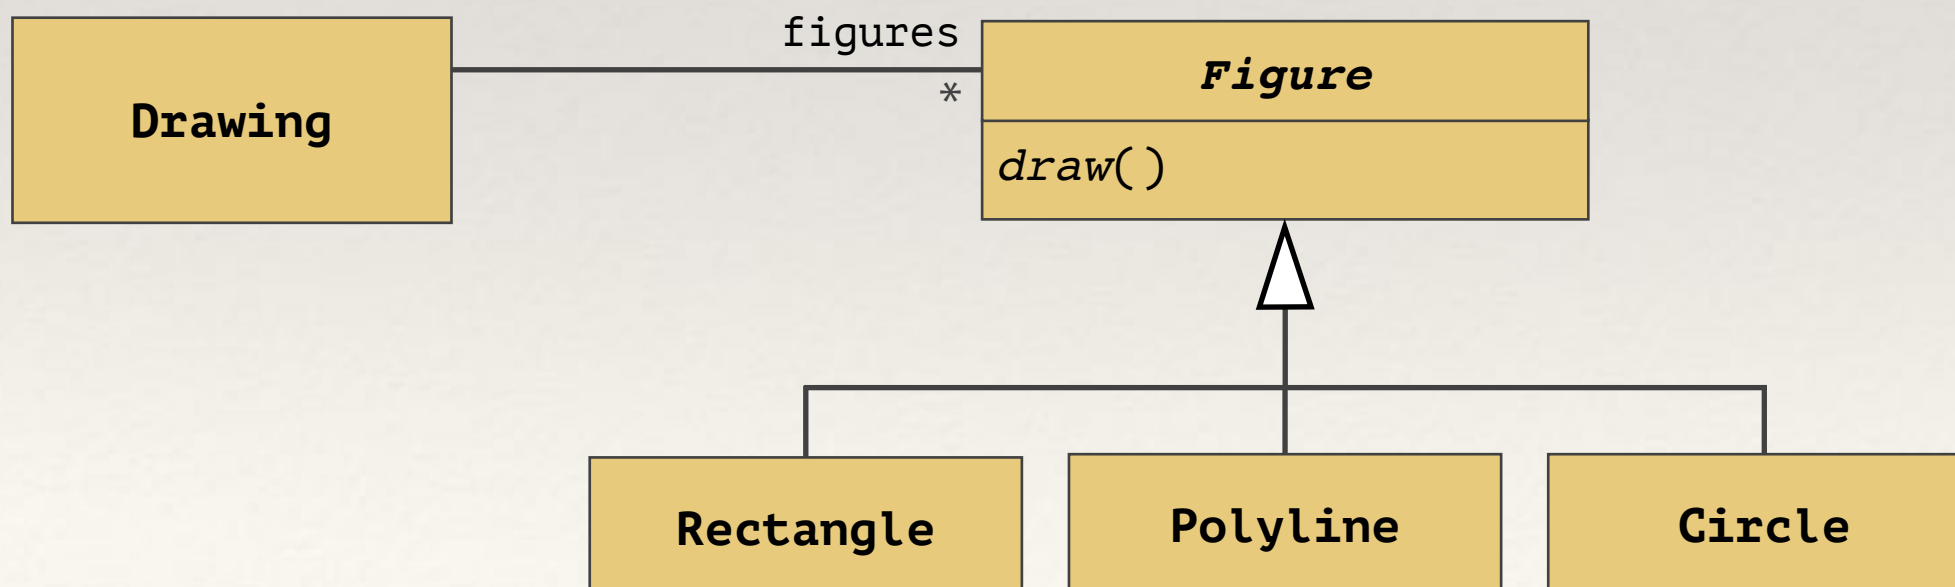 Drawing
figures
*
Figure
draw()
Rectangle
Polyline
Circle